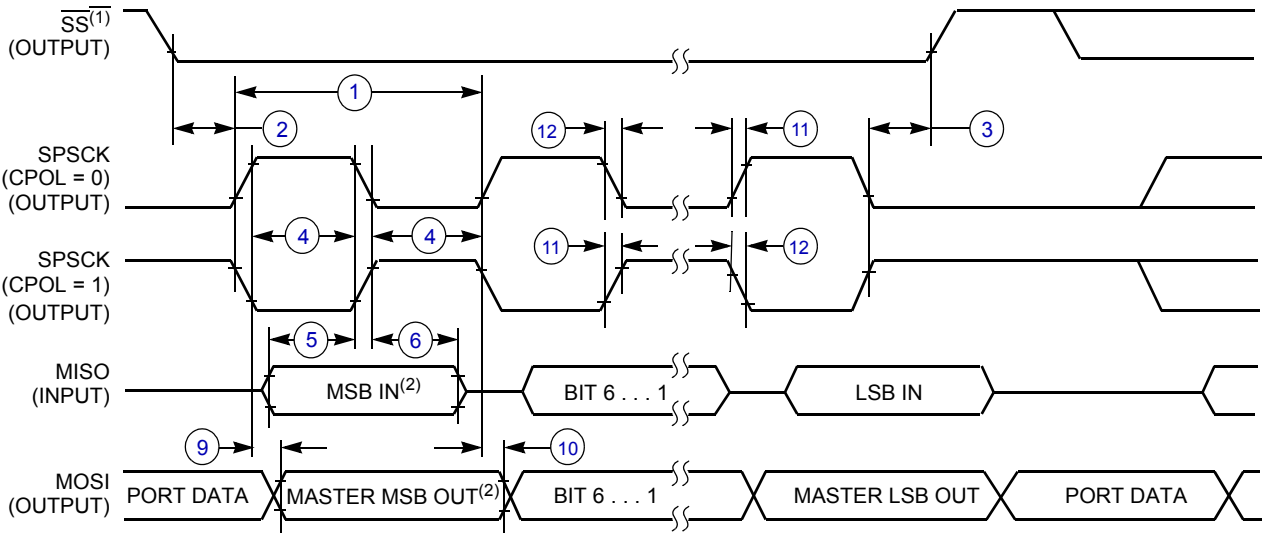 SS(1)
(OUTPUT)
1
2
12
11
3
SPSCK
(CPOL = 0)
(OUTPUT)
4
4
11
12
SPSCK
(CPOL = 1)
(OUTPUT)
5
6
MISO
(INPUT)
MSB IN(2)
BIT 6 . . . 1
LSB IN
9
10
MOSI
(OUTPUT)
PORT DATA
MASTER MSB OUT(2)
BIT 6 . . . 1
MASTER LSB OUT
PORT DATA